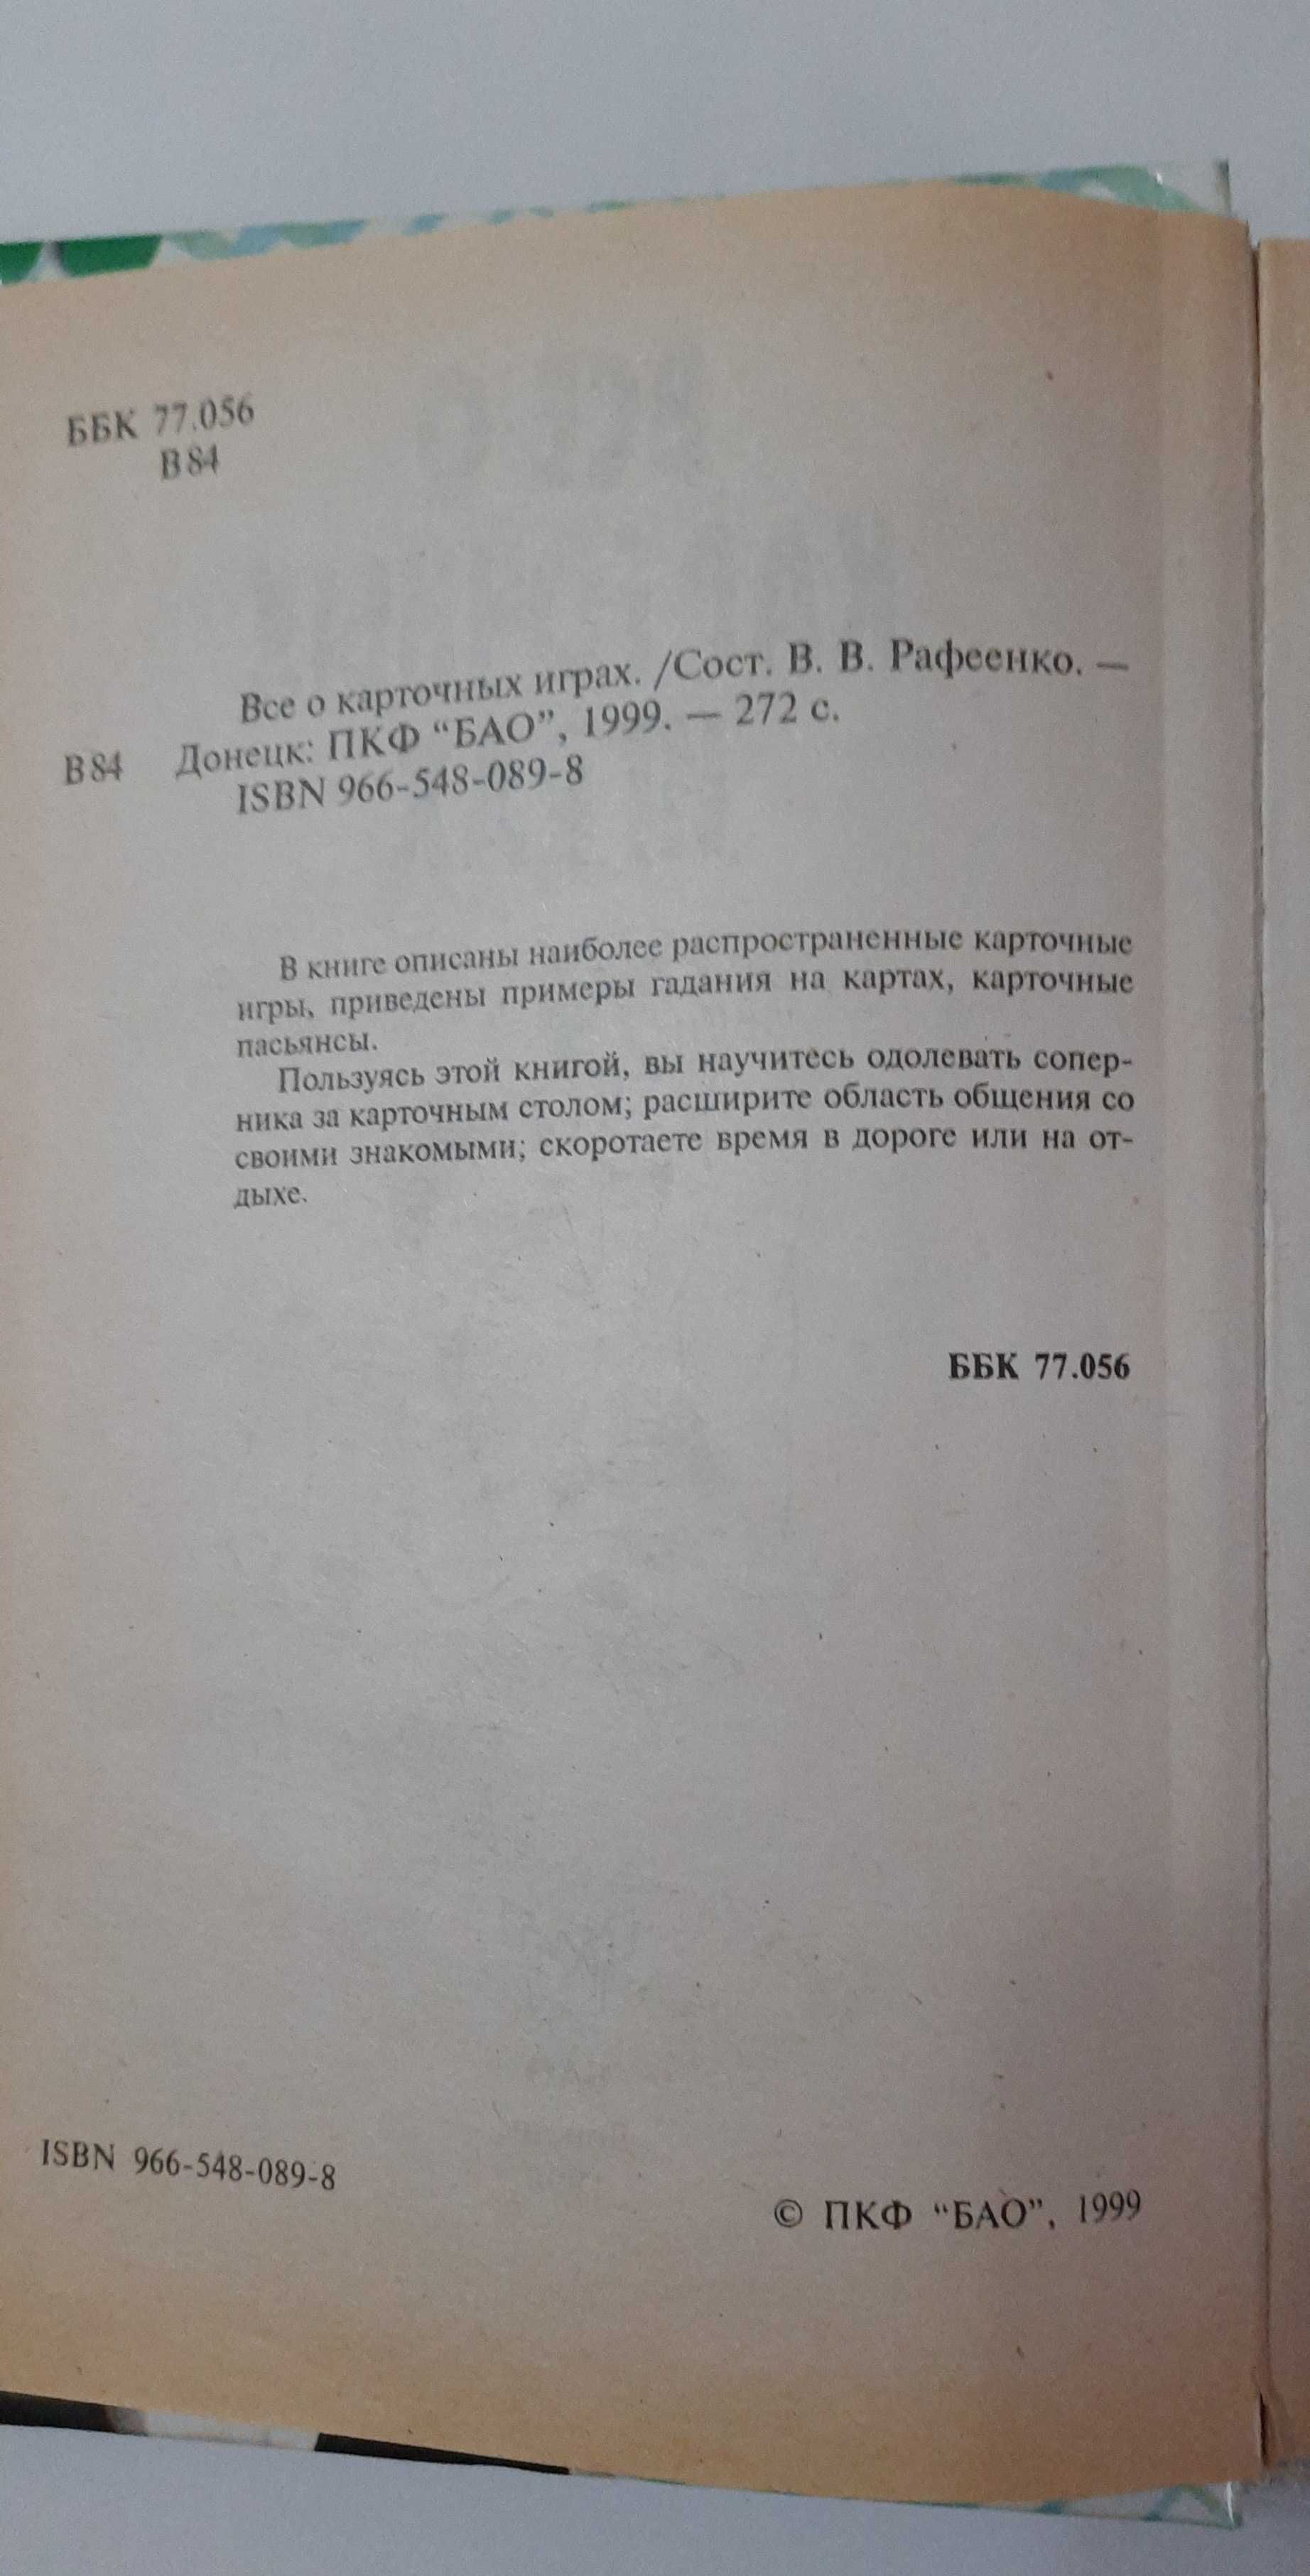 ББК 77.056
В 84
Все о карточных играх. /Сост. В. В. Рафеенко. —
В 84 Донецк: ПКФ “БАО”, 1999. — 272 с.
ISBN 966-548-089-8
В книге описаны наиболее распространенные карточные
игры, приведены примеры гадания на картах, карточные
пасьянсы.
Пользуясь этой книгой, вы научитесь одолевать сопер-
ника за карточным столом; расширите область общения со
своими знакомыми; скоротаете время в дороге или на от-
дыхе.
ББК 77.056
ISBN 966-548-089-8
© ПКФ “БАО”, 1999